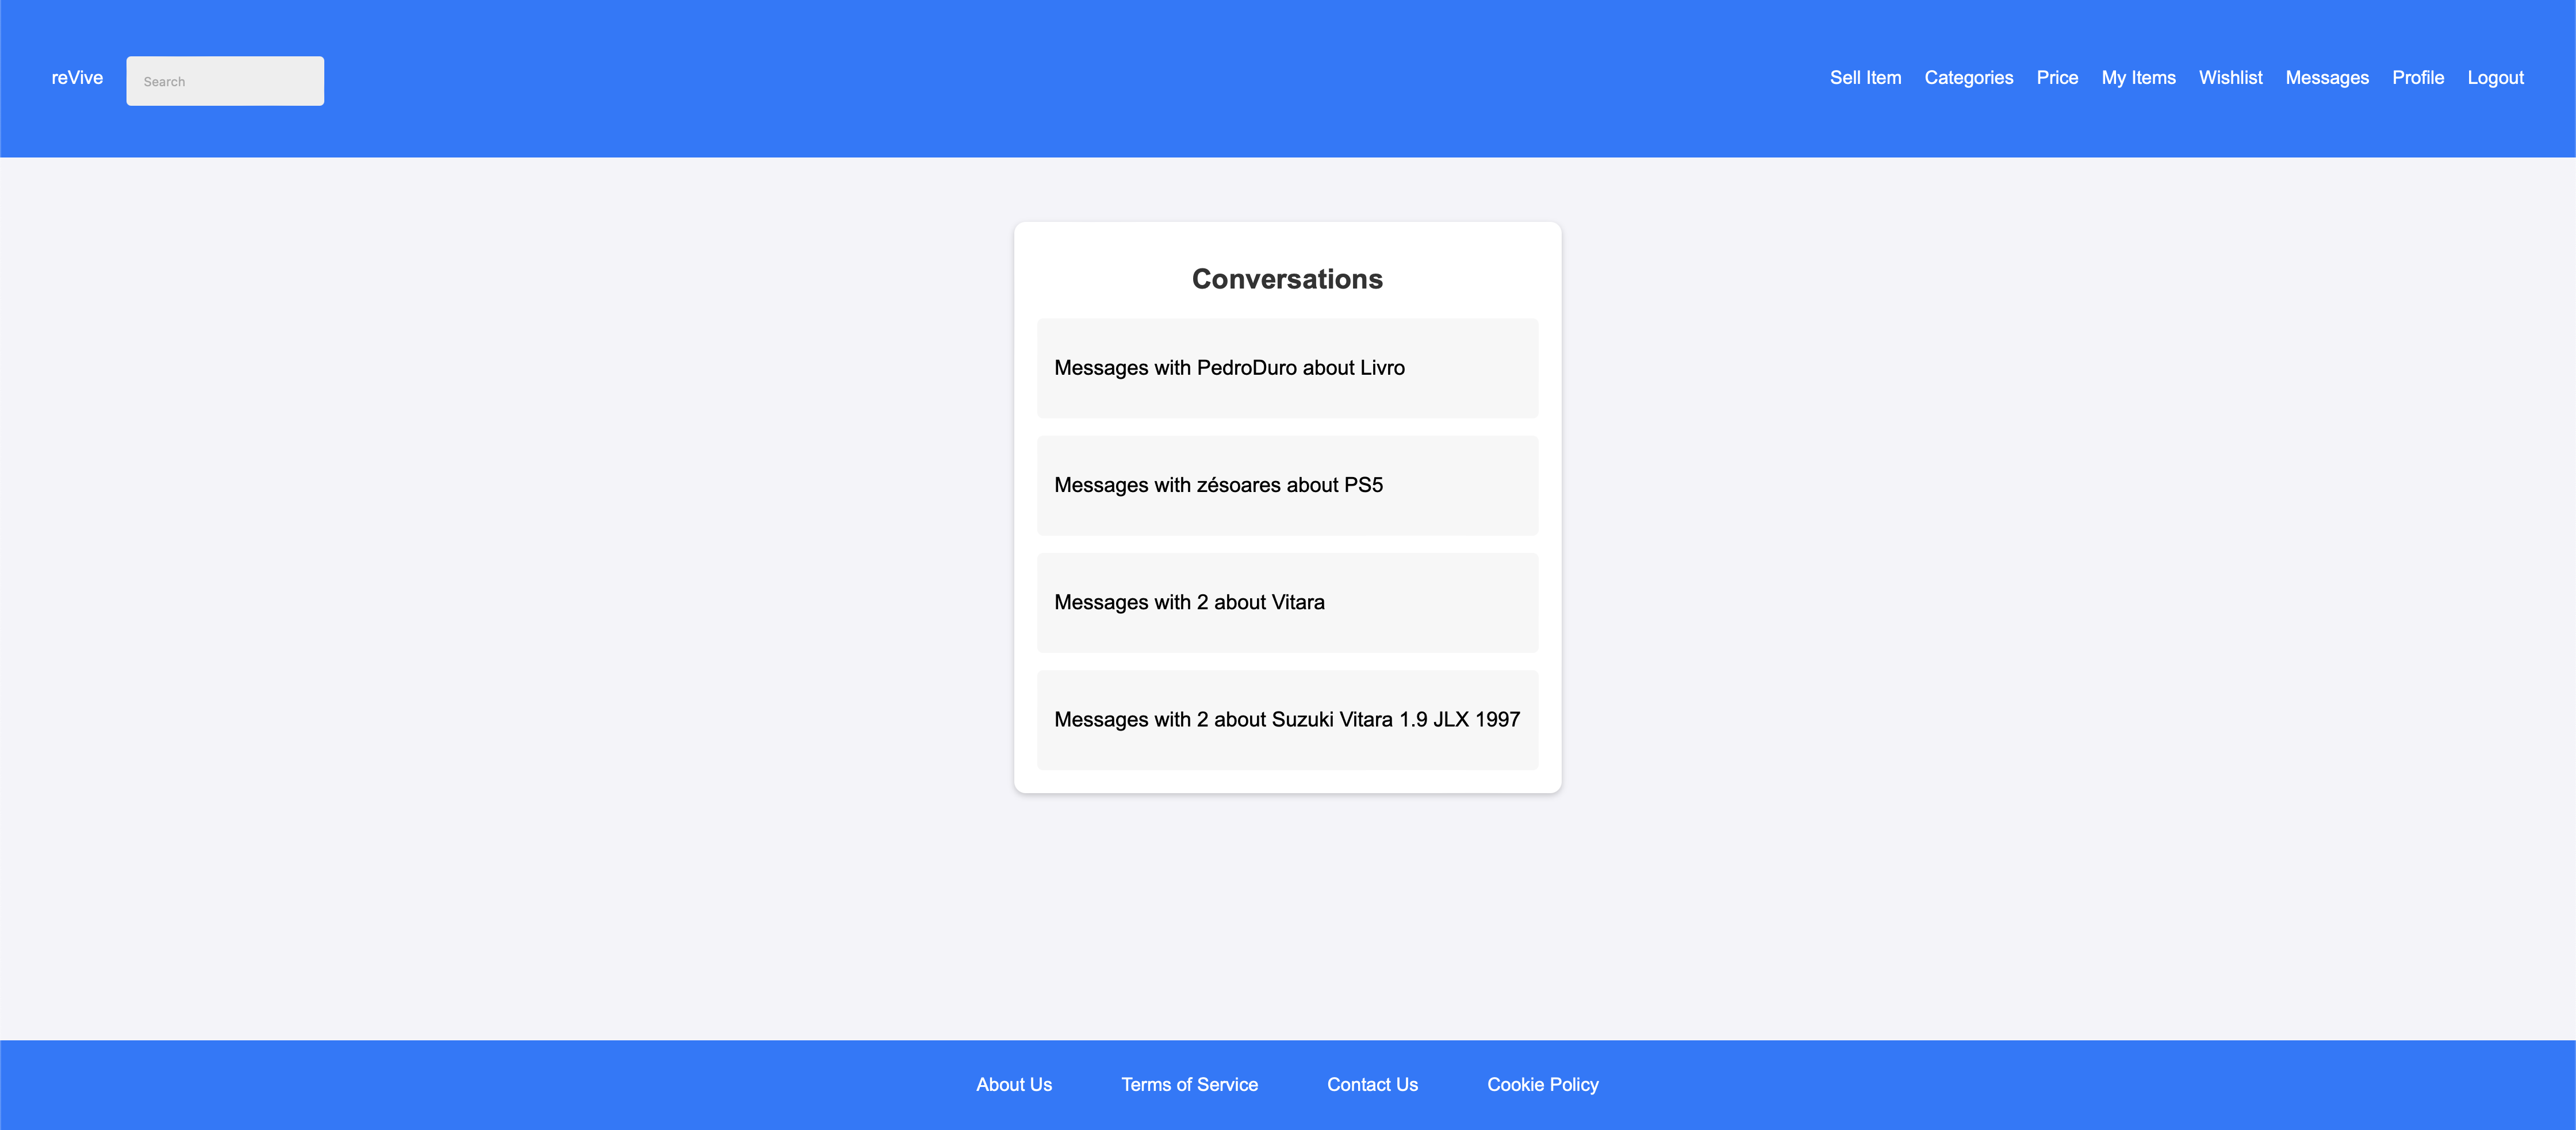 reVive Search Sell Item Categories Price My Items Wishlist Messages Profile Logout
Conversations
Messages with PedroDuro about Livro
Messages with zésoares about PS5
Messages with 2 about Vitara
Messages with 2 about Suzuki Vitara 1.9 JLX 1997
About Us Terms of Service Contact Us Cookie Policy